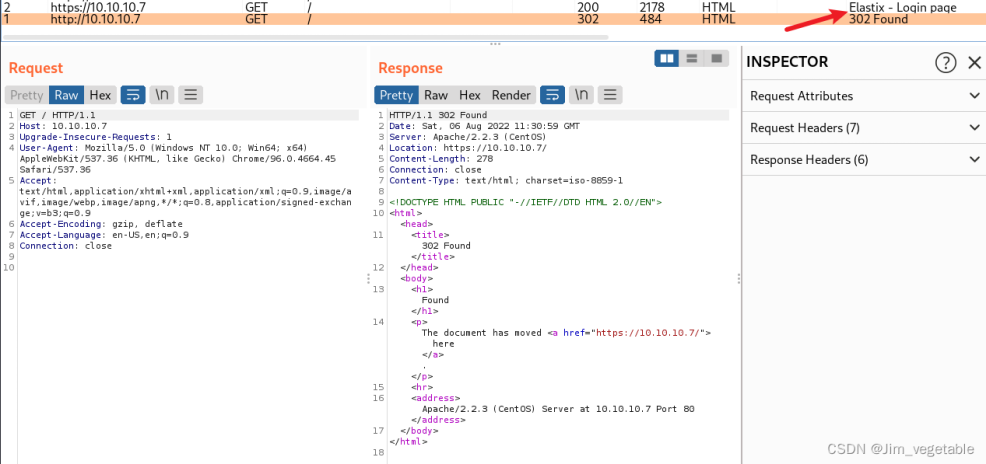 2 https://10.10.10.7 GET / 200 2178 HTML Elastix - Login page
1 http://10.10.10.7 GET / 302 484 HTML 302 Found
Request
Pretty Raw Hex \n
1 GET / HTTP/1.1
2 Host: 10.10.10.7
3 Upgrade-Insecure-Requests: 1
4 User-Agent: Mozilla/5.0 (Windows NT 10.0; Win64; x64)
AppleWebKit/537.36 (KHTML, like Gecko) Chrome/96.0.4664.45
Safari/537.36
5 Accept:
text/html,application/xhtml+xml,application/xml;q=0.9,image/a
vif,image/webp,image/apng,*/*;q=0.8,application/signed-exchan
ge;v=b3;q=0.9
6 Accept-Encoding: gzip, deflate
7 Accept-Language: en-US,en;q=0.9
8 Connection: close
9
10
Response
Pretty Raw Hex Render \n
1 HTTP/1.1 302 Found
2 Date: Sat, 06 Aug 2022 11:30:59 GMT
3 Server: Apache/2.2.3 (CentOS)
4 Location: https://10.10.10.7/
5 Content-Length: 278
6 Connection: close
7 Content-Type: text/html; charset=iso-8859-1
8
9 <!DOCTYPE HTML PUBLIC "-//IETF//DTD HTML 2.0//EN">
10 <html>
<head>
11 <title>
302 Found
</title>
12 </head>
<body>
13 <h1>
Found
</h1>
14 <p>
The document has moved <a href="https://10.10.10.7/">
here
</a>
.
</p>
15 <hr>
16 <address>
Apache/2.2.3 (CentOS) Server at 10.10.10.7 Port 80
</address>
17 </body>
</html>
18
INSPECTOR
Request Attributes
Request Headers (7)
Response Headers (6)
CSDN @Jim_vegetable